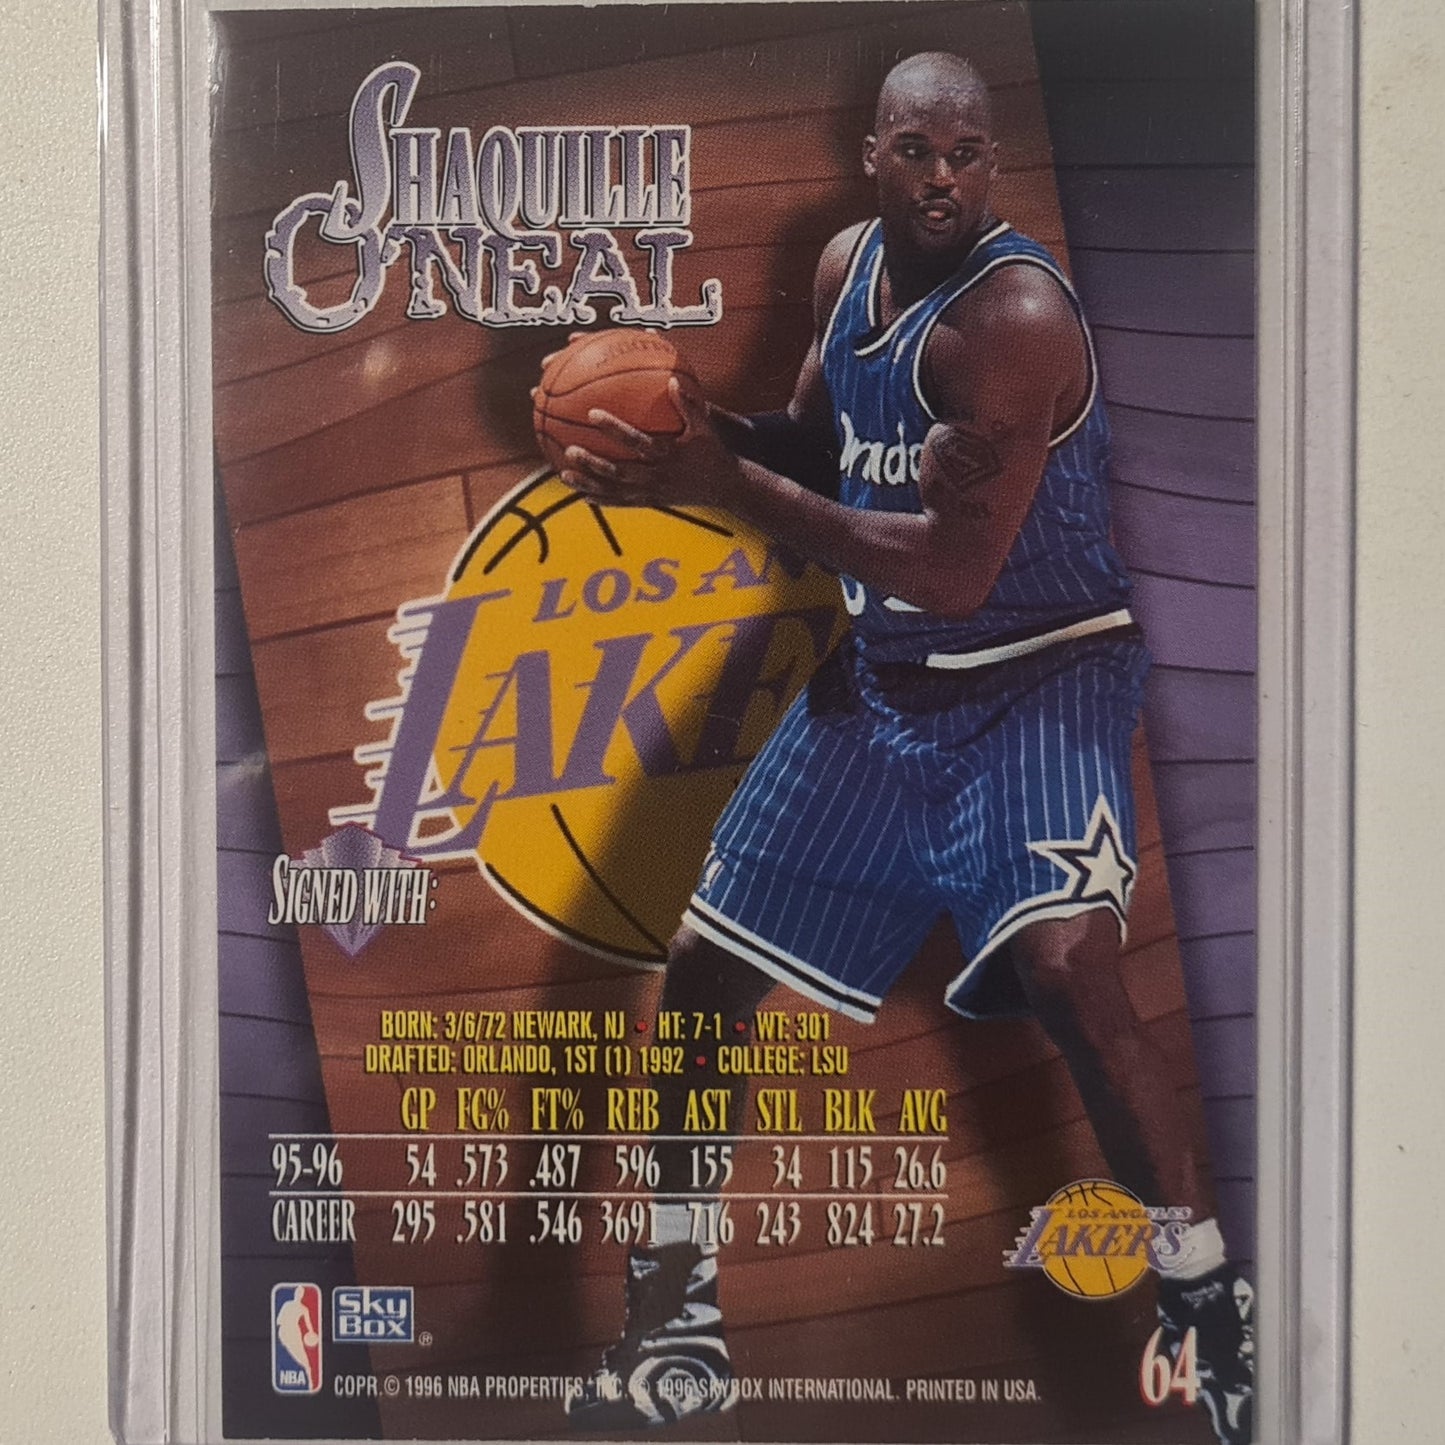 SHAQUILLE
O'NEAL
Orlando
LOS AN
LAKE
SIGNED WITH:
BORN: 3/6/72 NEWARK, NJ • HT: 7-1 • WT: 301
DRAFTED: ORLANDO, 1ST (1) 1992 • COLLEGE: LSU
GP FG% FT% REB AST STL BLK AVG
95-96 54 .573 .487 596 155 34 115 26.6
CAREER 295 .581 .546 3691 716 243 824 27.2
LOS ANGELES
LAKERS
NBA
SKY
BOX ®
COPR. © 1996 NBA PROPERTIES, INC. © 1996 SKYBOX INTERNATIONAL. PRINTED IN USA.
64